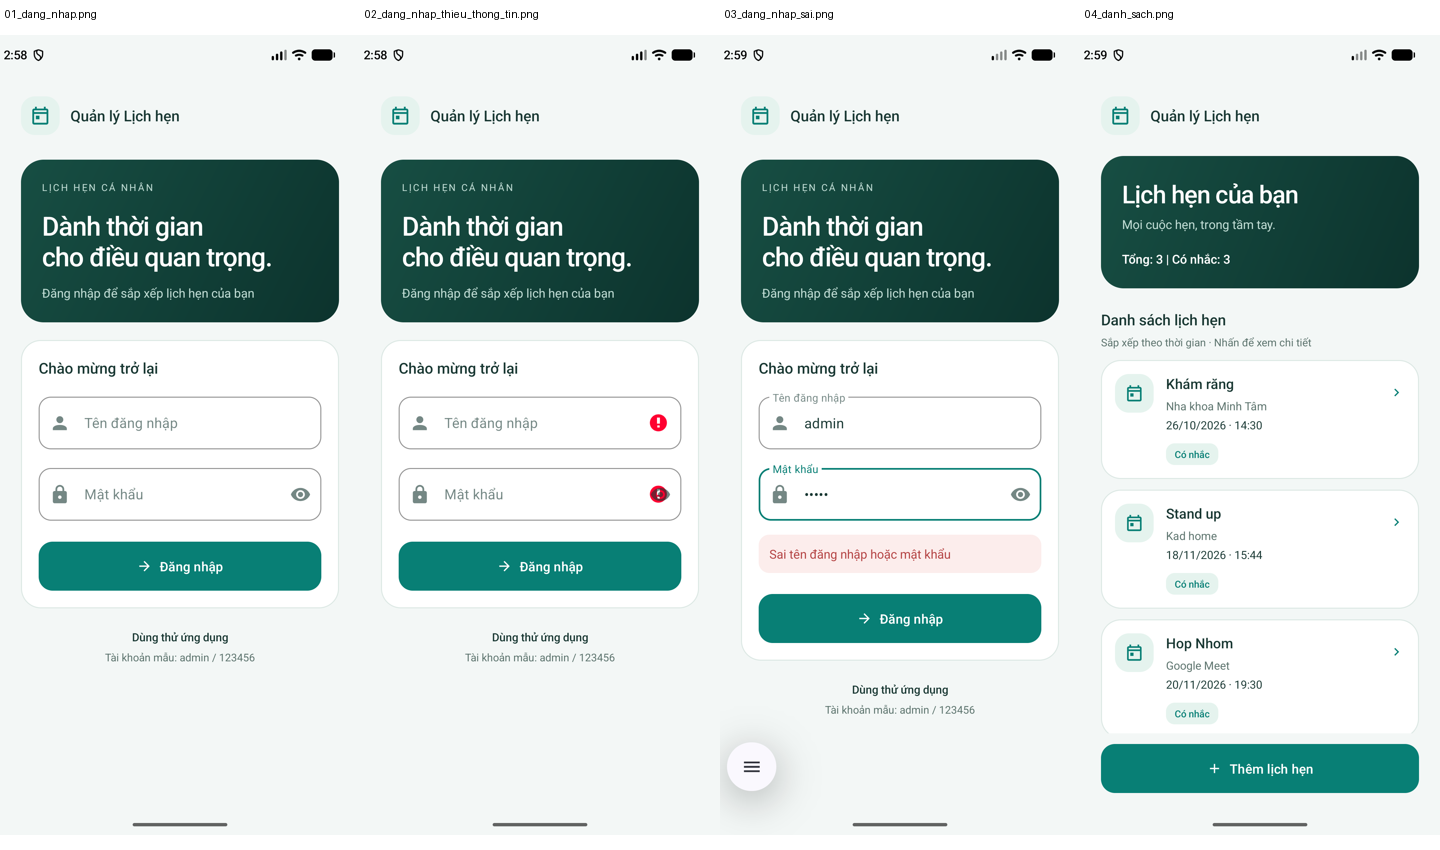 01_dang_nhap.png
2:58
Quản lý Lịch hẹn
LỊCH HẸN CÁ NHÂN
Dành thời gian
cho điều quan trọng.
Đăng nhập để sắp xếp lịch hẹn của bạn
Chào mừng trở lại
Tên đăng nhập
Mật khẩu
Đăng nhập
Dùng thử ứng dụng
Tài khoản mẫu: admin / 123456
02_dang_nhap_thieu_thong_tin.png
2:58
Quản lý Lịch hẹn
LỊCH HẸN CÁ NHÂN
Dành thời gian
cho điều quan trọng.
Đăng nhập để sắp xếp lịch hẹn của bạn
Chào mừng trở lại
Tên đăng nhập
Mật khẩu
Đăng nhập
Dùng thử ứng dụng
Tài khoản mẫu: admin / 123456
03_dang_nhap_sai.png
2:59
Quản lý Lịch hẹn
LỊCH HẸN CÁ NHÂN
Dành thời gian
cho điều quan trọng.
Đăng nhập để sắp xếp lịch hẹn của bạn
Chào mừng trở lại
Tên đăng nhập
admin
Mật khẩu
•••••
Sai tên đăng nhập hoặc mật khẩu
Đăng nhập
Dùng thử ứng dụng
Tài khoản mẫu: admin / 123456
04_danh_sach.png
2:59
Quản lý Lịch hẹn
Lịch hẹn của bạn
Mọi cuộc hẹn, trong tầm tay.
Tổng: 3 | Có nhắc: 3
Danh sách lịch hẹn
Sắp xếp theo thời gian · Nhấn để xem chi tiết
Khám răng
Nha khoa Minh Tâm
26/10/2026 · 14:30
Có nhắc
Stand up
Kad home
18/11/2026 · 15:44
Có nhắc
Hop Nhom
Google Meet
20/11/2026 · 19:30
Có nhắc
+ Thêm lịch hẹn